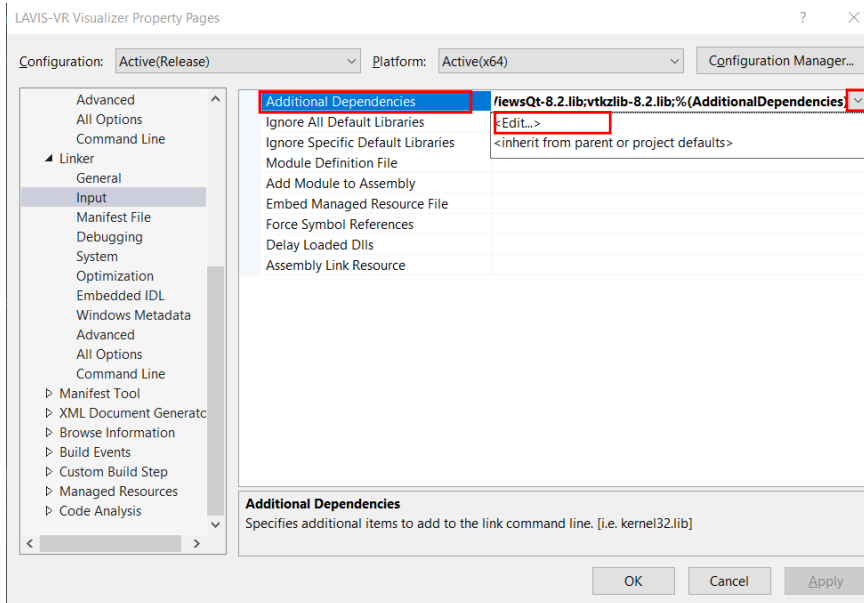 LAVIS-VR Visualizer Property Pages
Configuration: Active(Release) Platform: Active(x64) Configuration Manager...
Advanced
All Options
Command Line
Linker
General
Input
Manifest File
Debugging
System
Optimization
Embedded IDL
Windows Metadata
Advanced
All Options
Command Line
Manifest Tool
XML Document Generato
Browse Information
Build Events
Custom Build Step
Managed Resources
Code Analysis
Additional Dependencies /iewsQt-8.2.lib;vtkzlib-8.2.lib;%(AdditionalDependencies)
Ignore All Default Libraries <Edit...>
Ignore Specific Default Libraries <inherit from parent or project defaults>
Module Definition File
Add Module to Assembly
Embed Managed Resource File
Force Symbol References
Delay Loaded Dlls
Assembly Link Resource
Additional Dependencies
Specifies additional items to add to the link command line. [i.e. kernel32.lib]
OK Cancel Apply